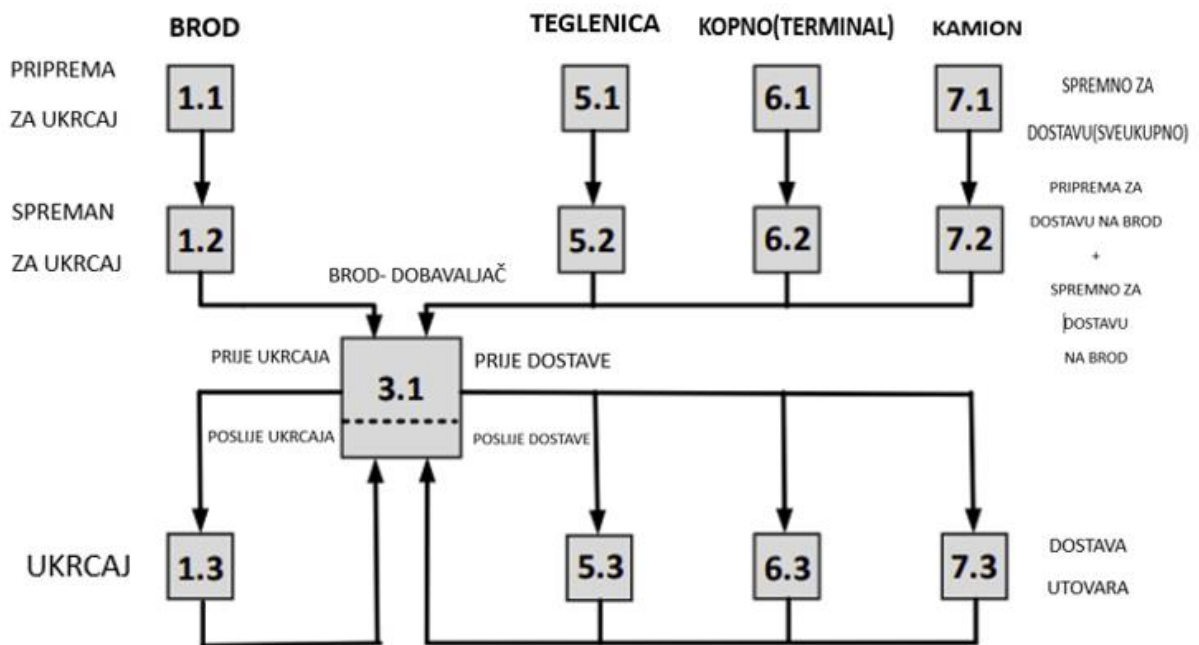 BROD
TEGLENICA
KOPNO(TERMINAL)
KAMION
PRIPREMA
ZA UKRCAJ
1.1
5.1
6.1
7.1
SPREMNO ZA
DOSTAVU(SVEUKUPNO)
SPREMAN
ZA UKRCAJ
1.2
5.2
6.2
7.2
PRIPREMA ZA
DOSTAVU NA BROD
+
SPREMNO ZA
DOSTAVU
NA BROD
BROD- DOBAVALJAČ
PRIJE UKRCAJA
3.1
PRIJE DOSTAVE
POSLIJE UKRCAJA
POSLIJE DOSTAVE
UKRCAJ
1.3
5.3
6.3
7.3
DOSTAVA
UTOVARA